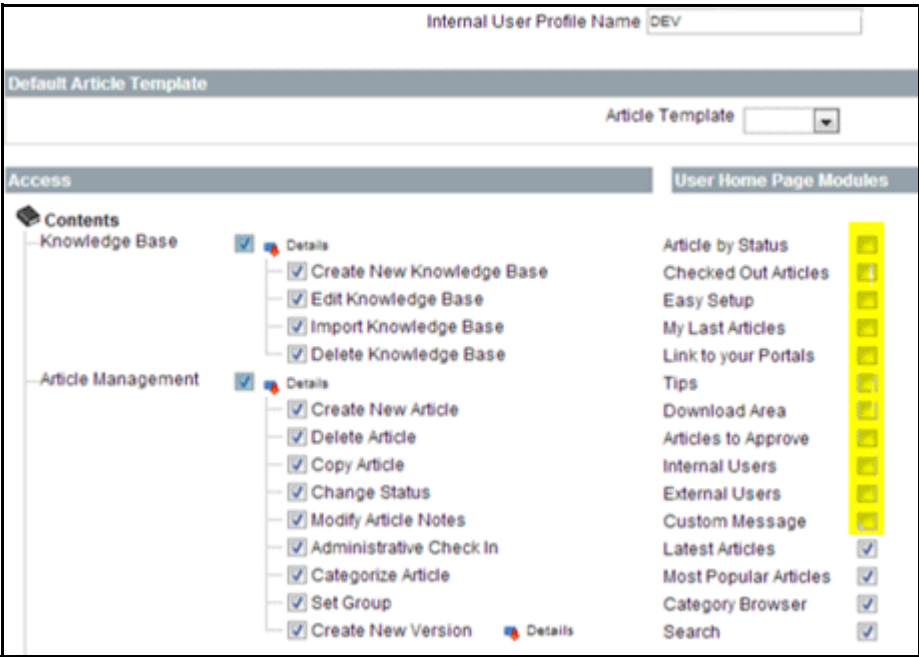 Internal User Profile Name DEV
Default Article Template
Article Template
Access User Home Page Modules
Contents
Knowledge Base Details Article by Status
Create New Knowledge Base Checked Out Articles
Edit Knowledge Base Easy Setup
Import Knowledge Base My Last Articles
Delete Knowledge Base Link to your Portals
Article Management Details Tips
Create New Article Download Area
Delete Article Articles to Approve
Copy Article Internal Users
Change Status External Users
Modify Article Notes Custom Message
Administrative Check In Latest Articles
Categorize Article Most Popular Articles
Set Group Category Browser
Create New Version Details Search